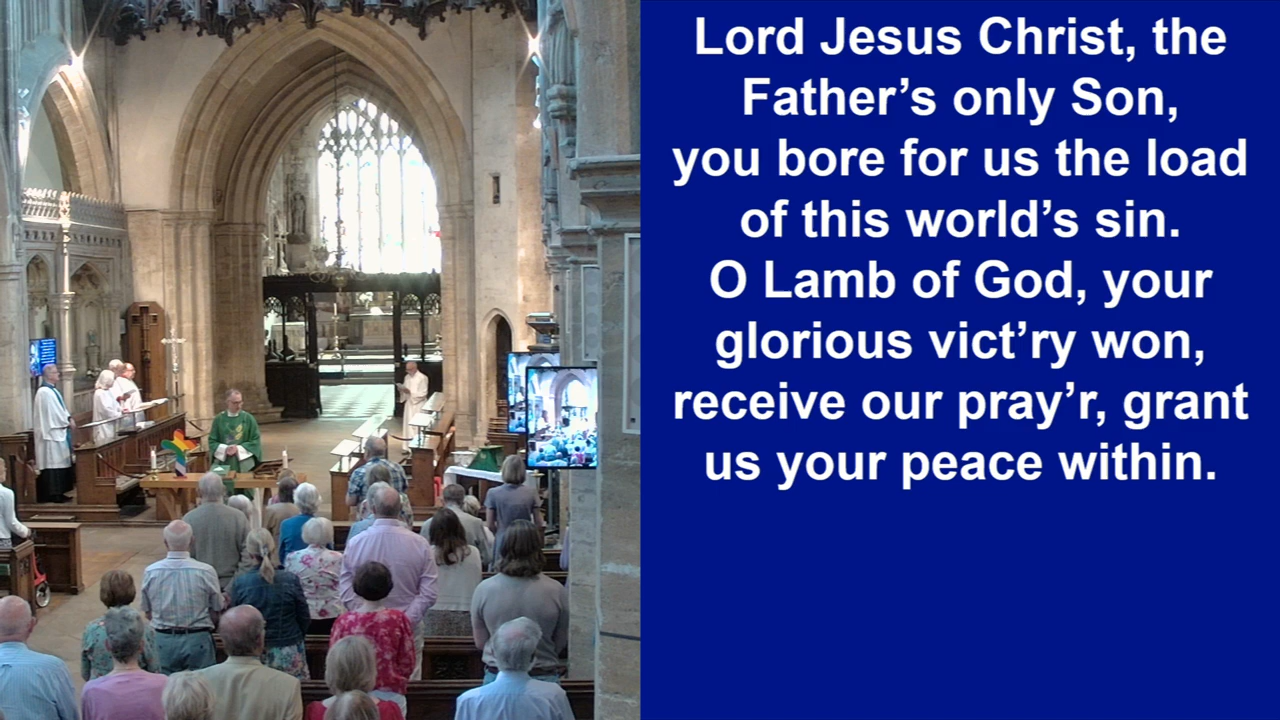 Lord Jesus Christ, the
Father’s only Son,
you bore for us the load
of this world’s sin.
O Lamb of God, your
glorious vict’ry won,
receive our pray’r, grant
us your peace within.